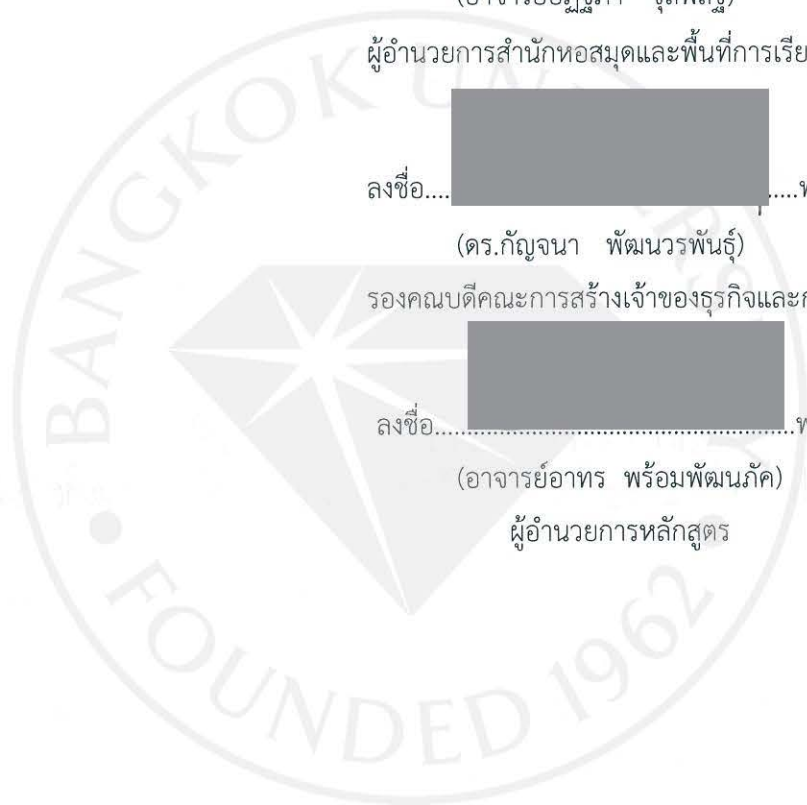 ผู้อำนวยการสำนักหอสมุดและพื้นที่การเรีย
ลงชื่อ....
(ดร.กัญจนา พัฒนวรพันธุ์)
รองคณบดีคณะการสร้างเจ้าของธุรกิจและ
ลงชื่อ..........................................................
(อาจารย์อาทร พร้อมพัฒนภัค)
ผู้อำนวยการหลักสูตร
BANGKOK UNIVERSITY
FOUNDED 1962